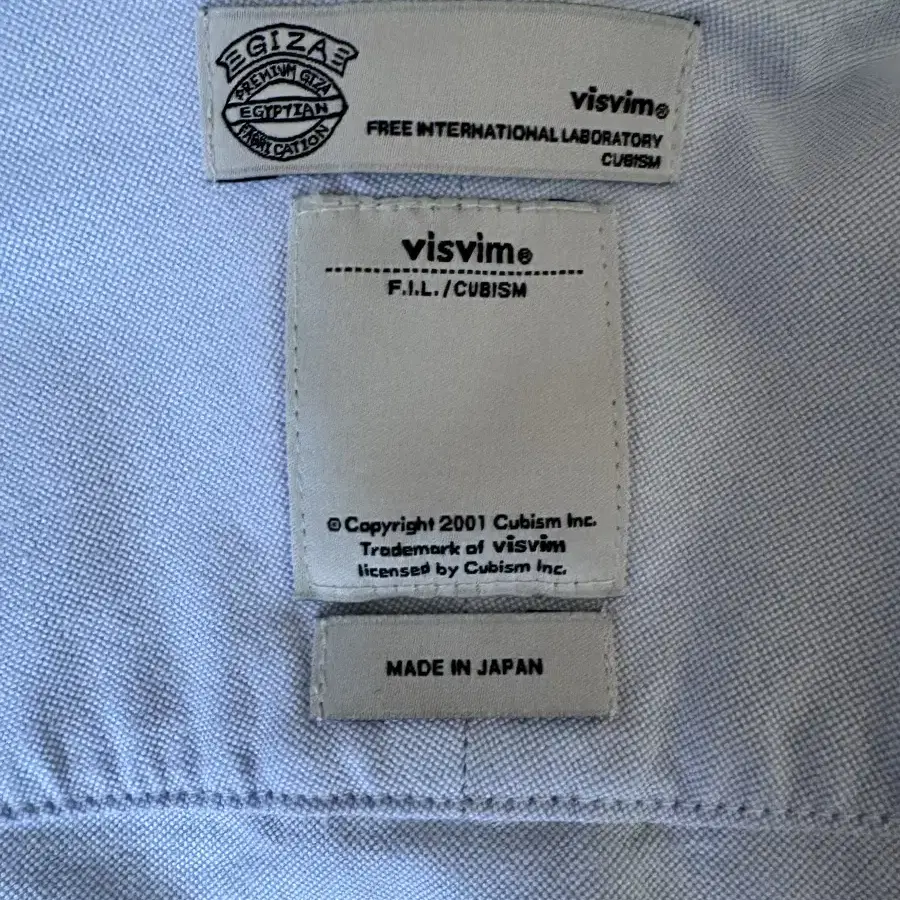 GIZA
PREMIUM GIZA
EGYPTIAN
FABRICATION
visvim®
FREE INTERNATIONAL LABORATORY
CUBISM
visvim®
F.I.L./CUBISM
© Copyright 2001 Cubism Inc.
Trademark of visvim
licensed by Cubism Inc.
MADE IN JAPAN